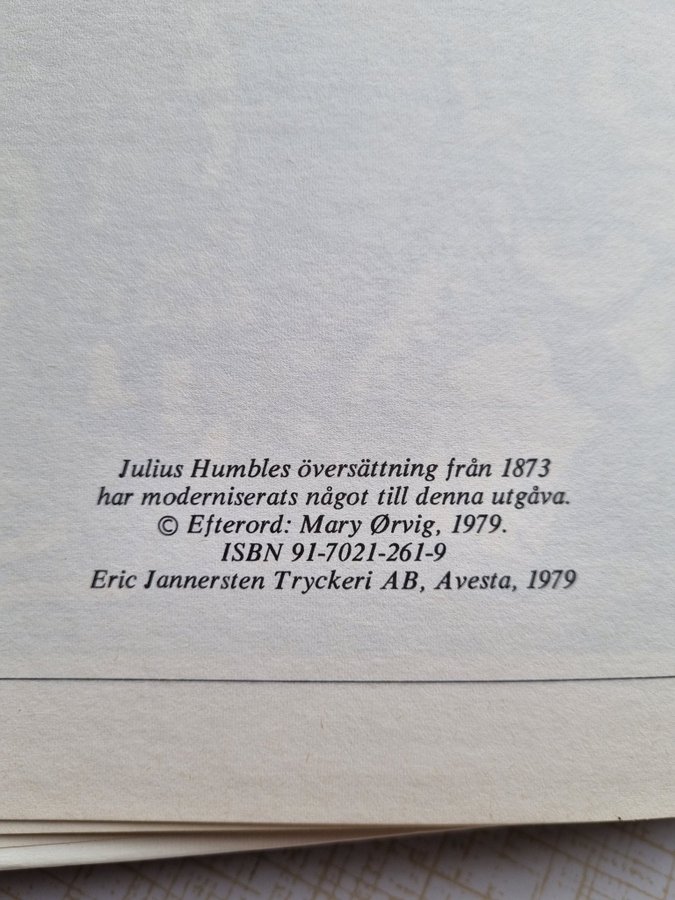 Julius Humbles översättning från 1873
har moderniserats något till denna utgåva.
© Efterord: Mary Ørvig, 1979.
ISBN 91-7021-261-9
Eric Jannersten Tryckeri AB, Avesta, 1979